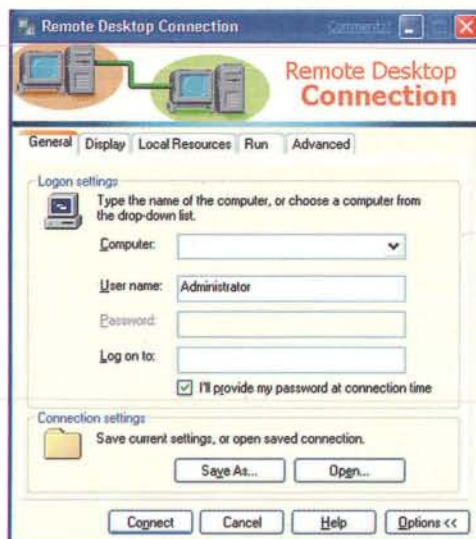 Remote Desktop Connection Comments!
Remote Desktop
Connection
General Display Local Resources Run Advanced
Logon settings
Type the name of the computer, or choose a computer from
the drop-down list.
Computer:
User name: Administrator
Password:
Log on to:
I'll provide my password at connection time
Connection settings
Save current settings, or open saved connection.
Save As... Open...
Connect Cancel Help Options <<